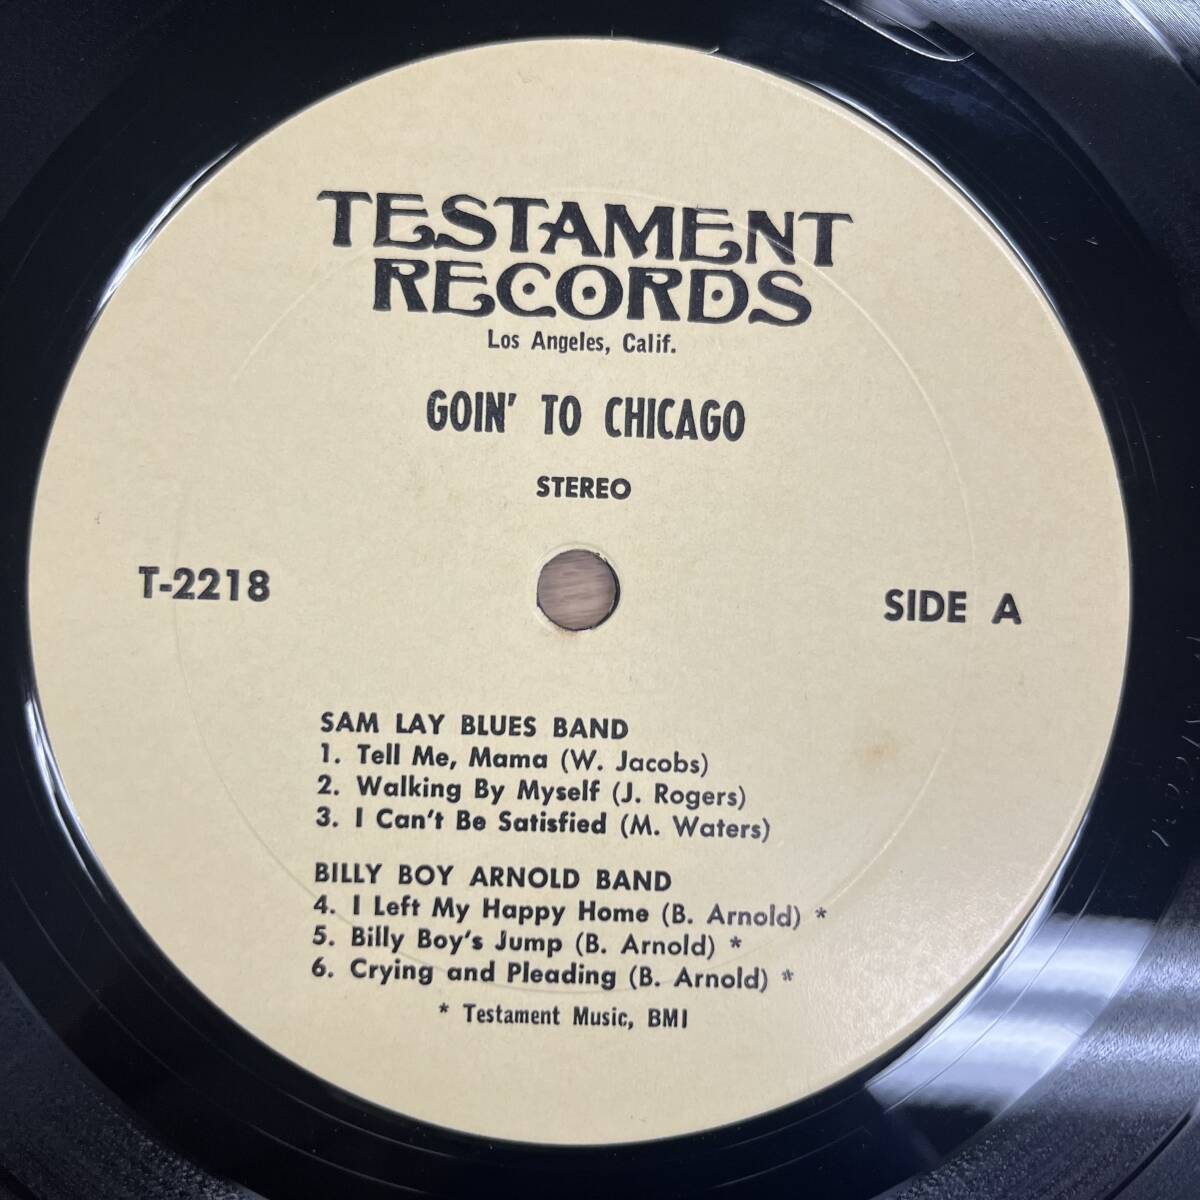 TESTAMENT
RECORDS
Los Angeles, Calif.
GOIN' TO CHICAGO
STEREO
T-2218
SIDE A
SAM LAY BLUES BAND
1. Tell Me, Mama (W. Jacobs)
2. Walking By Myself (J. Rogers)
3. I Can't Be Satisfied (M. Waters)
BILLY BOY ARNOLD BAND
4. I Left My Happy Home (B. Arnold) *
5. Billy Boy's Jump (B. Arnold) *
6. Crying and Pleading (B. Arnold) *
* Testament Music, BMI